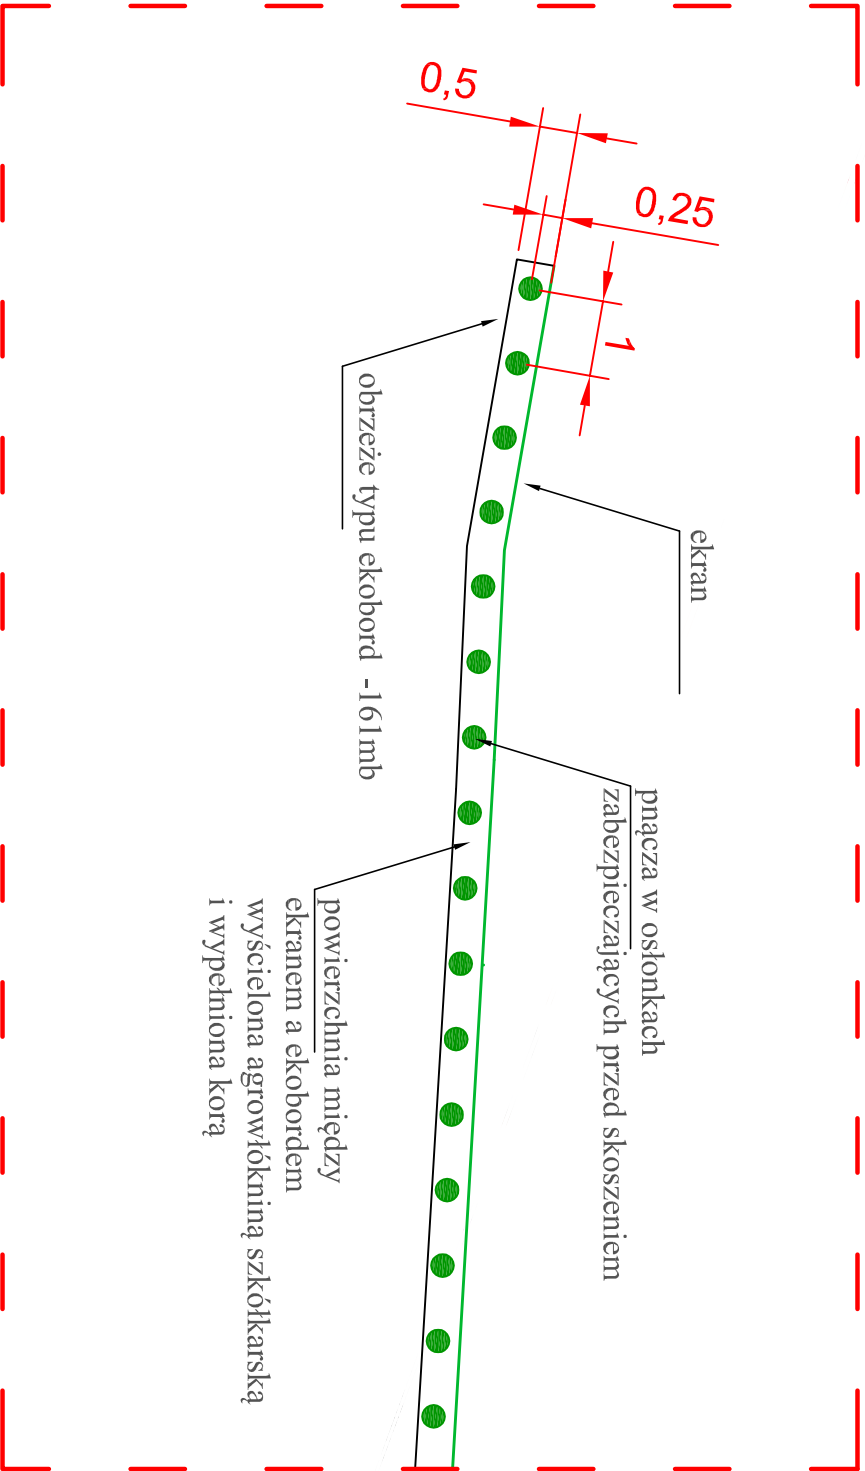 0,5
0,25
1
ekran
obrzeże typu ekobord -161mb
pnącza w osłonkach
zabezpieczających przed skoszeniem
powierzchnia między
ekranem a ekobordem
wyścielona agrowłókniną szkółkarską
i wypełniona korą